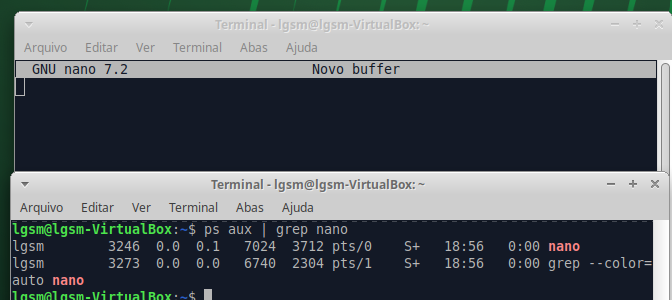 Terminal - lgsm@lgsm-VirtualBox: ~
Arquivo Editar Ver Terminal Abas Ajuda
GNU nano 7.2 Novo buffer
Terminal - lgsm@lgsm-VirtualBox: ~
Arquivo Editar Ver Terminal Abas Ajuda
lgsm@lgsm-VirtualBox:~$ ps aux | grep nano
lgsm 3246 0.0 0.1 7024 3712 pts/0 S+ 18:56 0:00 nano
lgsm 3273 0.0 0.0 6740 2304 pts/1 S+ 18:56 0:00 grep --color=
auto nano
lgsm@lgsm-VirtualBox:~$